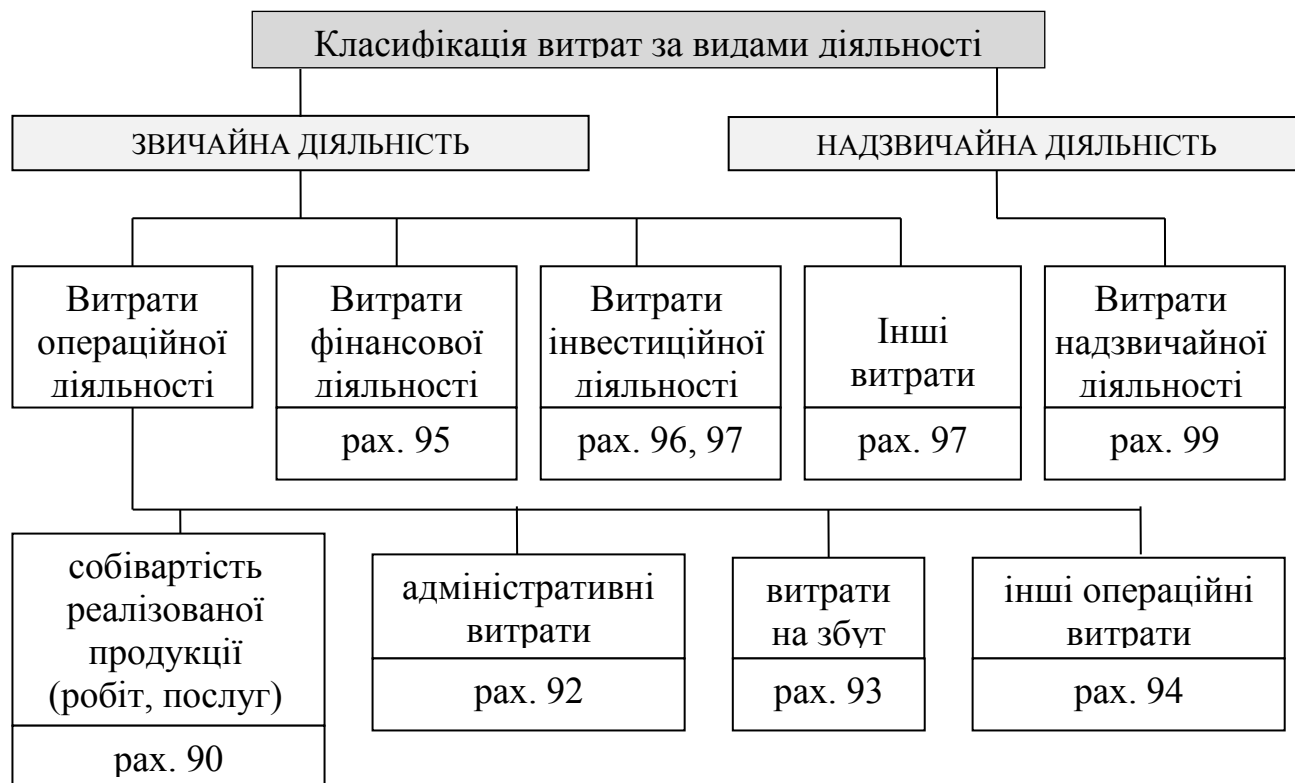 Класифікація витрат за видами діяльності
ЗВИЧАЙНА ДІЯЛЬНІСТЬ
НАДЗВИЧАЙНА ДІЯЛЬНІСТЬ
Витрати
операційної
діяльності
Витрати
фінансової
діяльності
рах. 95
Витрати
інвестиційної
діяльності
рах. 96, 97
Інші
витрати
рах. 97
Витрати
надзвичайної
діяльності
рах. 99
собівартість
реалізованої
продукції
(робіт, послуг)
рах. 90
адміністративні
витрати
рах. 92
витрати
на збут
рах. 93
інші операційні
витрати
рах. 94